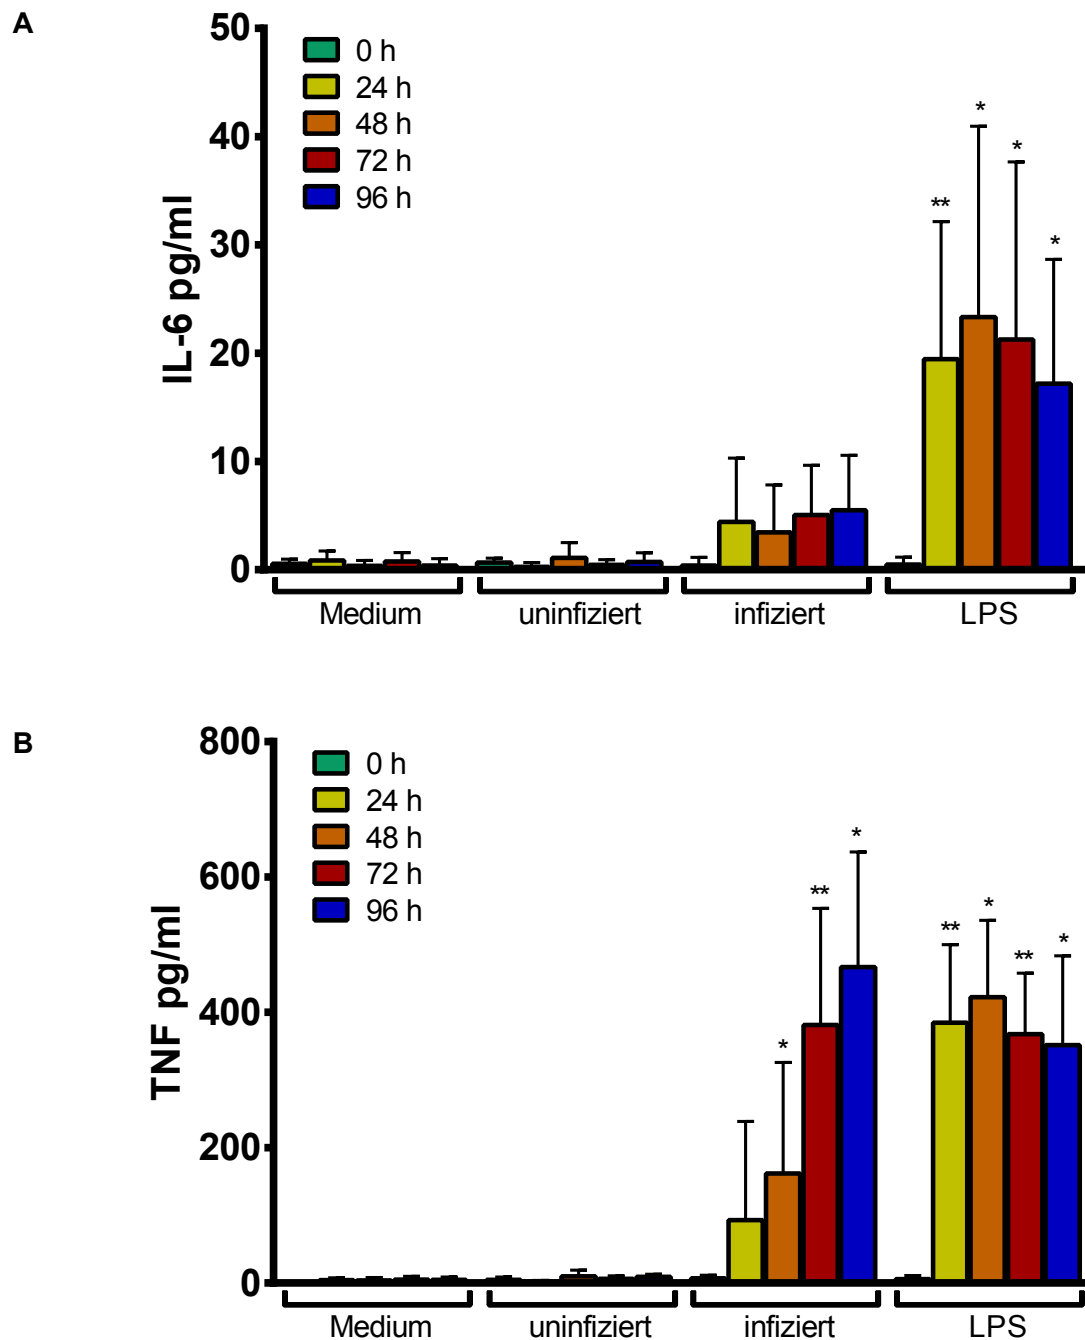 A
50
40
30
20
10
0
IL-6 pg/ml
0 h
24 h
48 h
72 h
96 h
**
*
*
*
Medium uninfiziert infiziert LPS
B
800
600
400
200
0
TNF pg/ml
0 h
24 h
48 h
72 h
96 h
*
**
*
**
*
**
*
Medium uninfiziert infiziert LPS